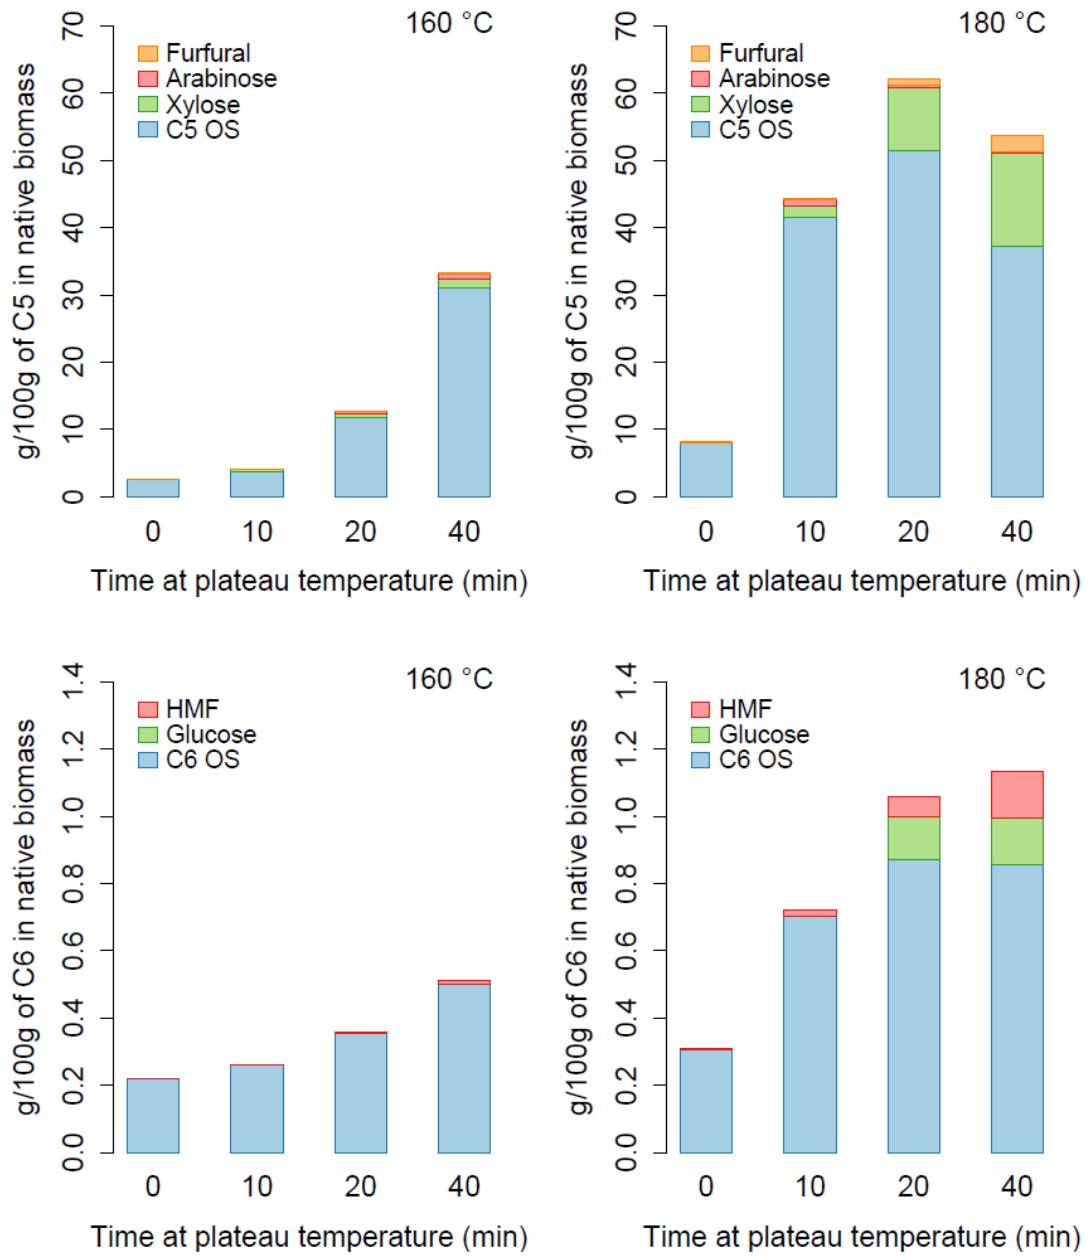 160 °C
Furfural
Arabinose
Xylose
C5 OS
g/100g of C5 in native biomass
0 10 20 30 40 50 60 70
0 10 20 40
Time at plateau temperature (min)
180 °C
Furfural
Arabinose
Xylose
C5 OS
g/100g of C5 in native biomass
0 10 20 30 40 50 60 70
0 10 20 40
Time at plateau temperature (min)
160 °C
HMF
Glucose
C6 OS
g/100g of C6 in native biomass
0.0 0.2 0.4 0.6 0.8 1.0 1.2 1.4
0 10 20 40
Time at plateau temperature (min)
180 °C
HMF
Glucose
C6 OS
g/100g of C6 in native biomass
0.0 0.2 0.4 0.6 0.8 1.0 1.2 1.4
0 10 20 40
Time at plateau temperature (min)